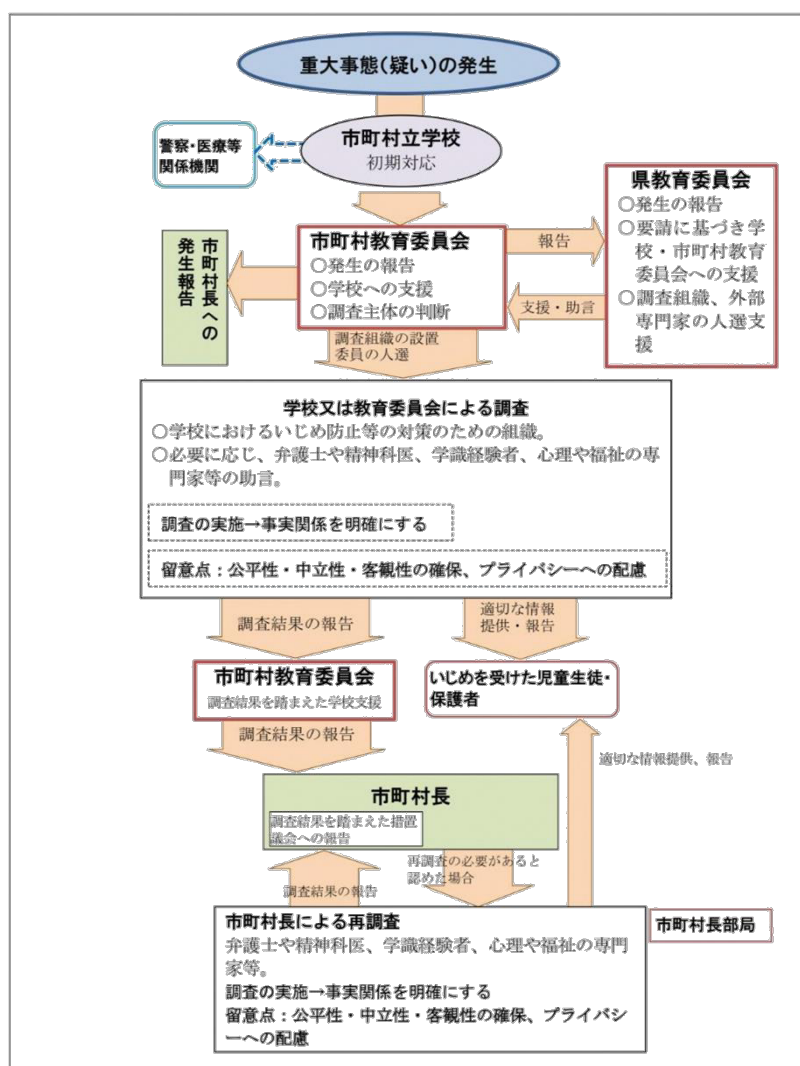 重大事態(疑い)の発生
市町村立学校
初期対応
警察・医療等
関係機関
県教育委員会
○発生の報告
○要請に基づき学
校・市町村教育
委員会への支援
○調査組織、外部
専門家の人選支
援
市町村教育委員会
○発生の報告
○学校への支援
○調査主体の判断
報告
支援・助言
市町村長への
発生報告
調査組織の設置
委員の人選
学校又は教育委員会による調査
○学校におけるいじめ防止等の対策のための組織。
○必要に応じ、弁護士や精神科医、学識経験者、心理や福祉の専
門家等の助言。
調査の実施→事実関係を明確にする
留意点：公平性・中立性・客観性の確保、プライバシーへの配慮
調査結果の報告
適切な情報
提供・報告
市町村教育委員会
調査結果を踏まえた学校支援
いじめを受けた児童生徒・
保護者
調査結果の報告
適切な情報提供、報告
市町村長
調査結果を踏まえた措置
議会への報告
再調査の必要があると
認めた場合
調査結果の報告
市町村長による再調査
弁護士や精神科医、学識経験者、心理や福祉の専門
家等。
調査の実施→事実関係を明確にする
留意点：公平性・中立性・客観性の確保、プライバシ
ーへの配慮
市町村長部局